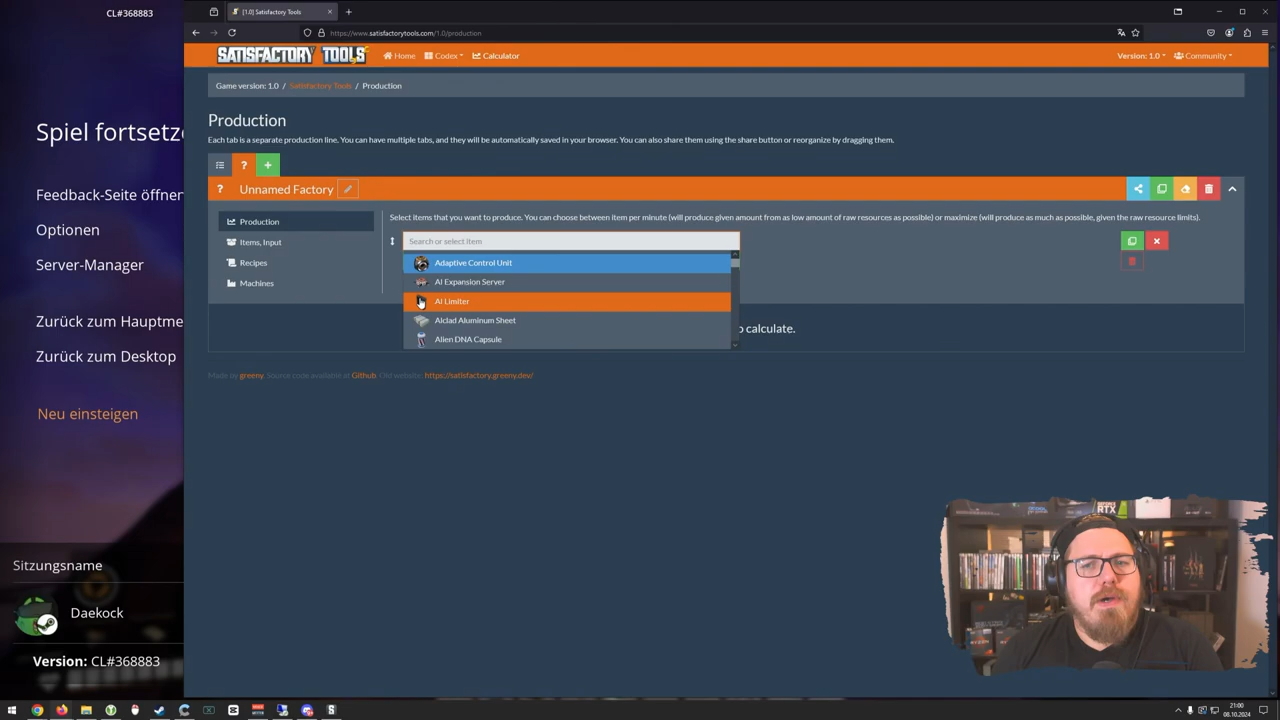 CL#368883
Spiel fortsetze
Feedback-Seite öffnen
Optionen
Server-Manager
Zurück zum Hauptme
Zurück zum Desktop
Neu einsteigen
Sitzungsname
Daekock
Version: CL#368883
[1.0] Satisfactory Tools
https://www.satisfactorytools.com/1.0/production
SATISFACTORY TOOLS
Home
Codex
Calculator
Version: 1.0
Community
Game version: 1.0 / Satisfactory Tools / Production
Production
Each tab is a separate production line. You can have multiple tabs, and they will be automatically saved in your browser. You can also share them using the share button or reorganize by dragging them.
? +
? Unnamed Factory
Production
Items, Input
Recipes
Machines
Select items that you want to produce. You can choose between item per minute (will produce given amount from as low amount of raw resources as possible) or maximize (will produce as much as possible, given the raw resource limits).
Search or select item
Adaptive Control Unit
AI Expansion Server
AI Limiter
Alclad Aluminum Sheet
Alien DNA Capsule
o calculate.
Made by greeny. Source code available at Github. Old website: https://satisfactory.greeny.dev/
RTX
21:00
08.10.2024